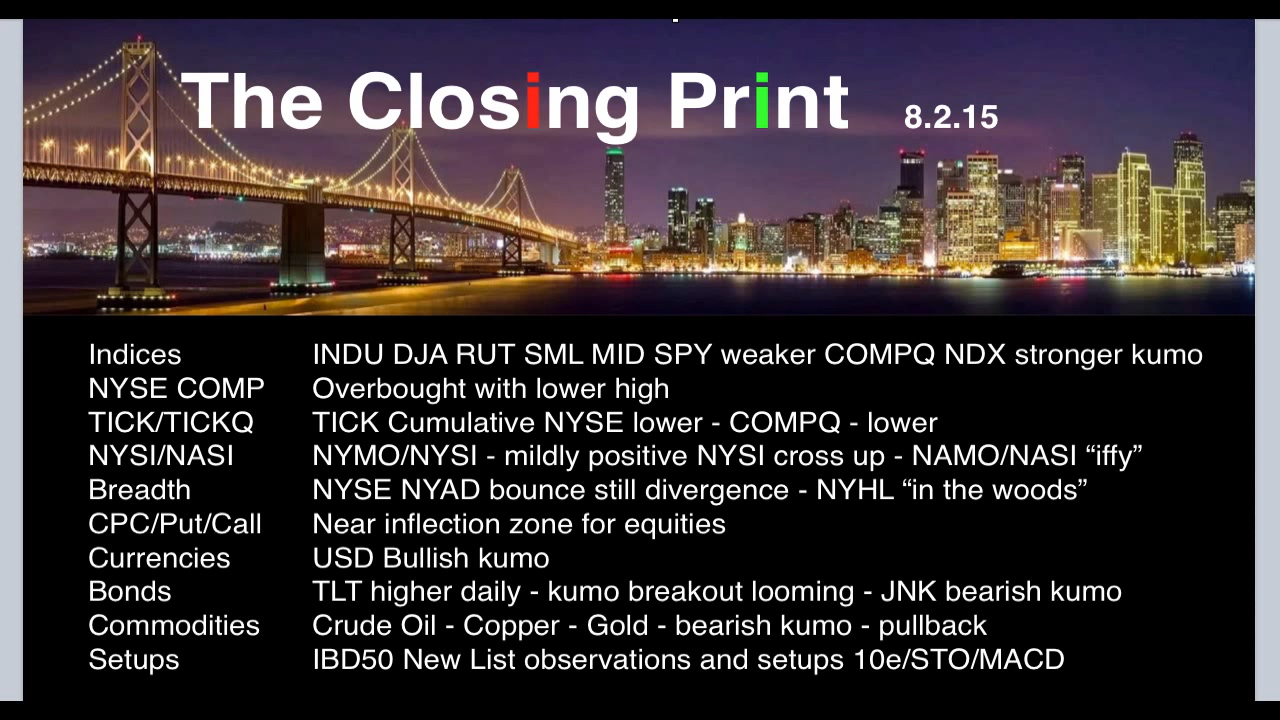 The Closing Print 8.2.15
Indices INDU DJA RUT SML MID SPY weaker COMPQ NDX stronger kumo
NYSE COMP Overbought with lower high
TICK/TICKQ TICK Cumulative NYSE lower - COMPQ - lower
NYSI/NASI NYMO/NYSI - mildly positive NYSI cross up - NAMO/NASI “iffy”
Breadth NYSE NYAD bounce still divergence - NYHL “in the woods”
CPC/Put/Call Near inflection zone for equities
Currencies USD Bullish kumo
Bonds TLT higher daily - kumo breakout looming - JNK bearish kumo
Commodities Crude Oil - Copper - Gold - bearish kumo - pullback
Setups IBD50 New List observations and setups 10e/STO/MACD